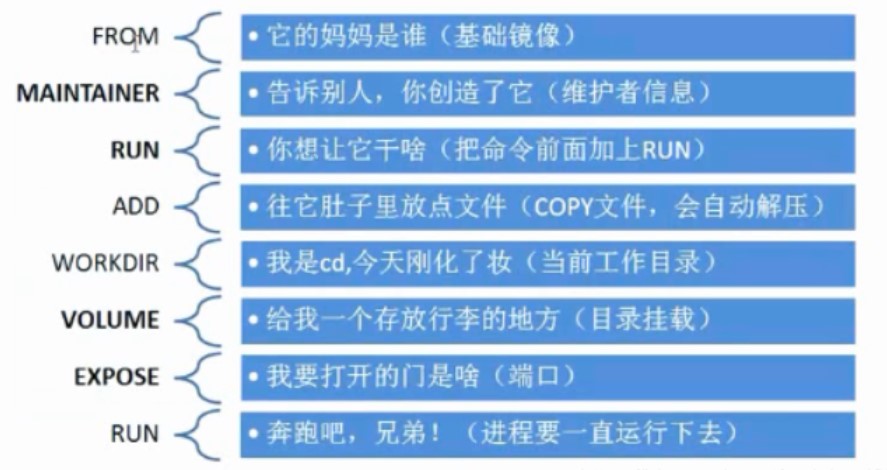 FROM
• 它的妈妈是谁（基础镜像）
MAINTAINER
• 告诉别人，你创造了它（维护者信息）
RUN
• 你想让它干啥（把命令前面加上RUN）
ADD
• 往它肚子里放点文件（COPY文件，会自动解压）
WORKDIR
• 我是cd,今天刚化了妆（当前工作目录）
VOLUME
• 给我一个存放行李的地方（目录挂载）
EXPOSE
• 我要打开的门是啥（端口）
RUN
• 奔跑吧，兄弟！（进程要一直运行下去）